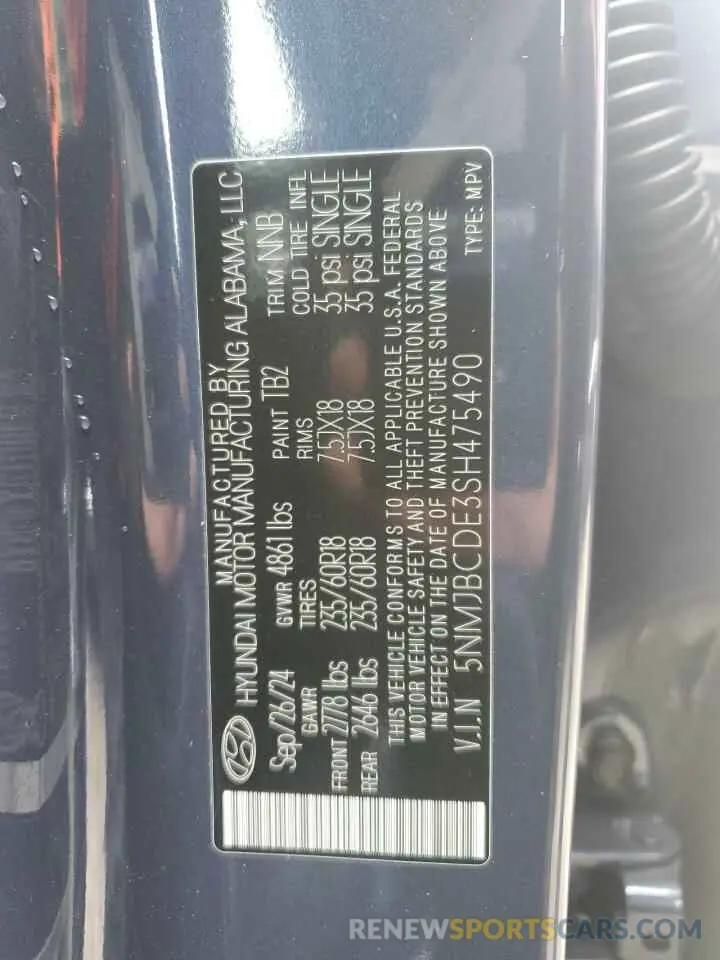 MANUFACTURED BY
HYUNDAI MOTOR MANUFACTURING ALABAMA, LLC
Sep/26/24 GVWR 4861 lbs PAINT TB2 TRIM NNB
GAWR TIRES RIMS COLD TIRE INFL
FRONT 2778 lbs 235/60R18 7.5JX18 35 psi SINGLE
REAR 2646 lbs 235/60R18 7.5JX18 35 psi SINGLE
THIS VEHICLE CONFORMS TO ALL APPLICABLE U.S.A. FEDERAL
MOTOR VEHICLE SAFETY AND THEFT PREVENTION STANDARDS
IN EFFECT ON THE DATE OF MANUFACTURE SHOWN ABOVE
V.I.N 5NMJBCDE3SH475490 TYPE: MPV
RENEWSPORTSCARS.COM